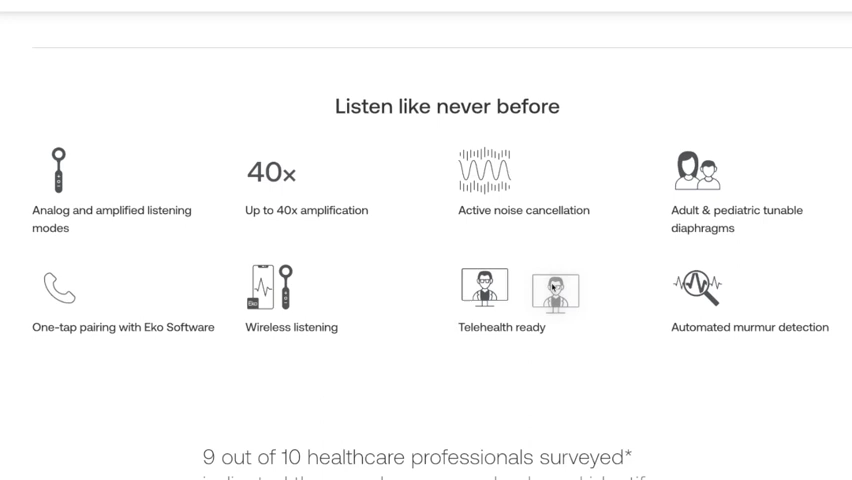 Listen like never before
40×
Analog and amplified listening
modes
Up to 40x amplification
Active noise cancellation
Adult & pediatric tunable
diaphragms
Eko
One-tap pairing with Eko Software
Wireless listening
Telehealth ready
Automated murmur detection
9 out of 10 healthcare professionals surveyed*